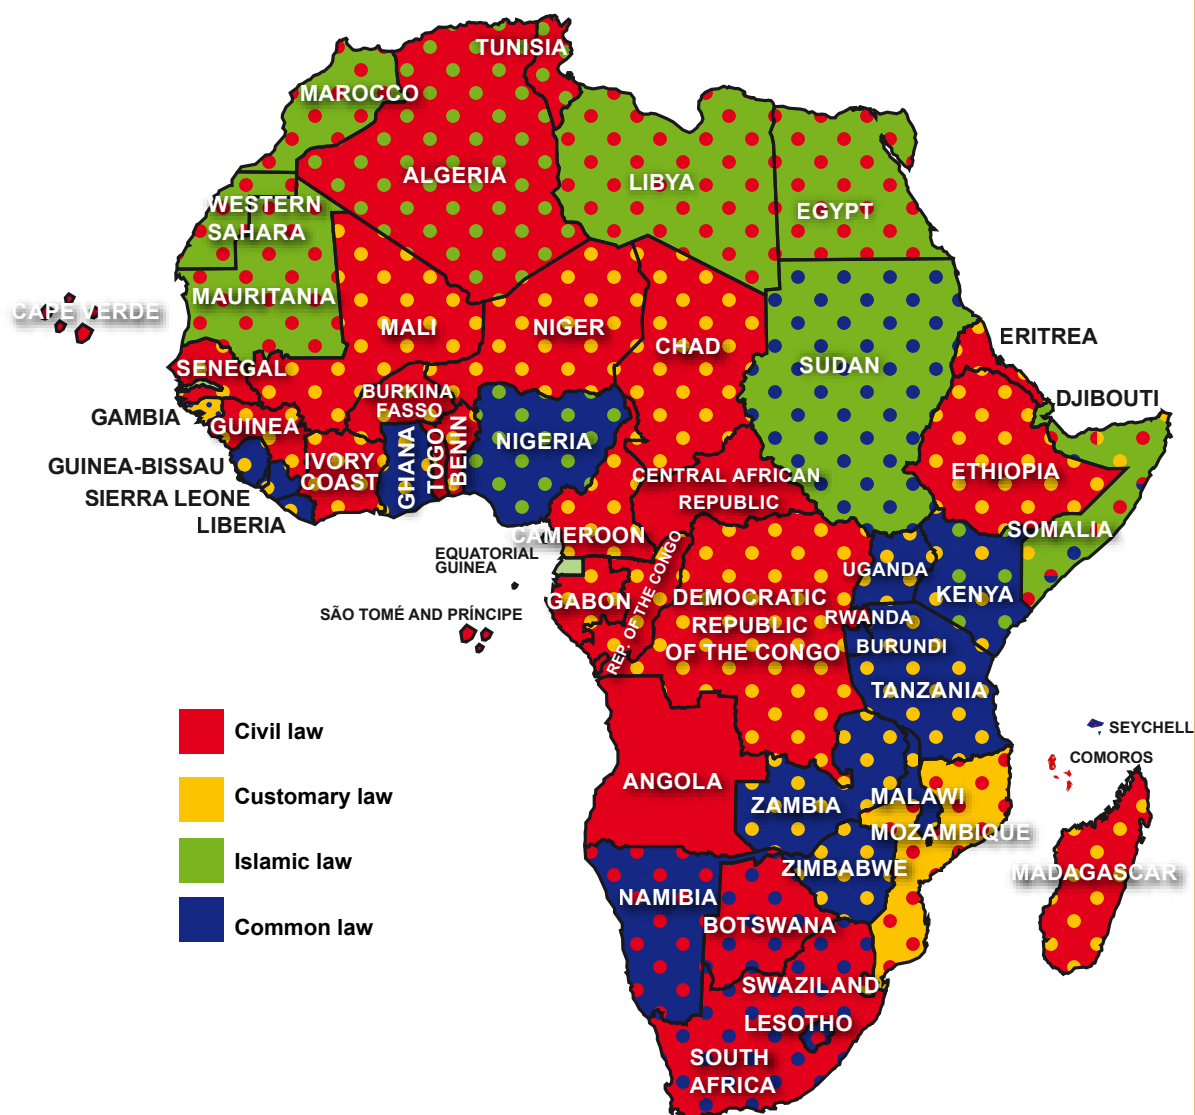 TUNISIA
MAROCCO
ALGERIA
LIBYA
EGYPT
WESTERN
SAHARA
MAURITANIA
CAPE VERDE
MALI
NIGER
CHAD
SUDAN
ERITREA
SENEGAL
DJIBOUTI
BURKINA
FASSO
GAMBIA
GUINEA
NIGERIA
GHANA
TOGO
BENIN
GUINEA-BISSAU
IVORY
COAST
CENTRAL AFRICAN
REPUBLIC
ETHIOPIA
SIERRA LEONE
LIBERIA
SOMALIA
CAMEROON
EQUATORIAL
GUINEA
REP. OF THE CONGO
UGANDA
KENYA
GABON
DEMOCRATIC
REPUBLIC
OF THE CONGO
SÃO TOMÉ AND PRÍNCIPE
RWANDA
BURUNDI
TANZANIA
Civil law
SEYCHELL
COMOROS
ANGOLA
Customary law
ZAMBIA
MALAWI
MOZAMBIQUE
Islamic law
ZIMBABWE
MADAGASCAR
NAMIBIA
Common law
BOTSWANA
SWAZILAND
LESOTHO
SOUTH
AFRICA